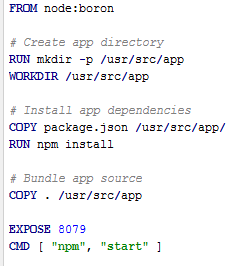 FROM node:boron
# Create app directory
RUN mkdir -p /usr/src/app
WORKDIR /usr/src/app
# Install app dependencies
COPY package.json /usr/src/app/
RUN npm install
# Bundle app source
COPY . /usr/src/app
EXPOSE 8079
CMD [ "npm", "start" ]